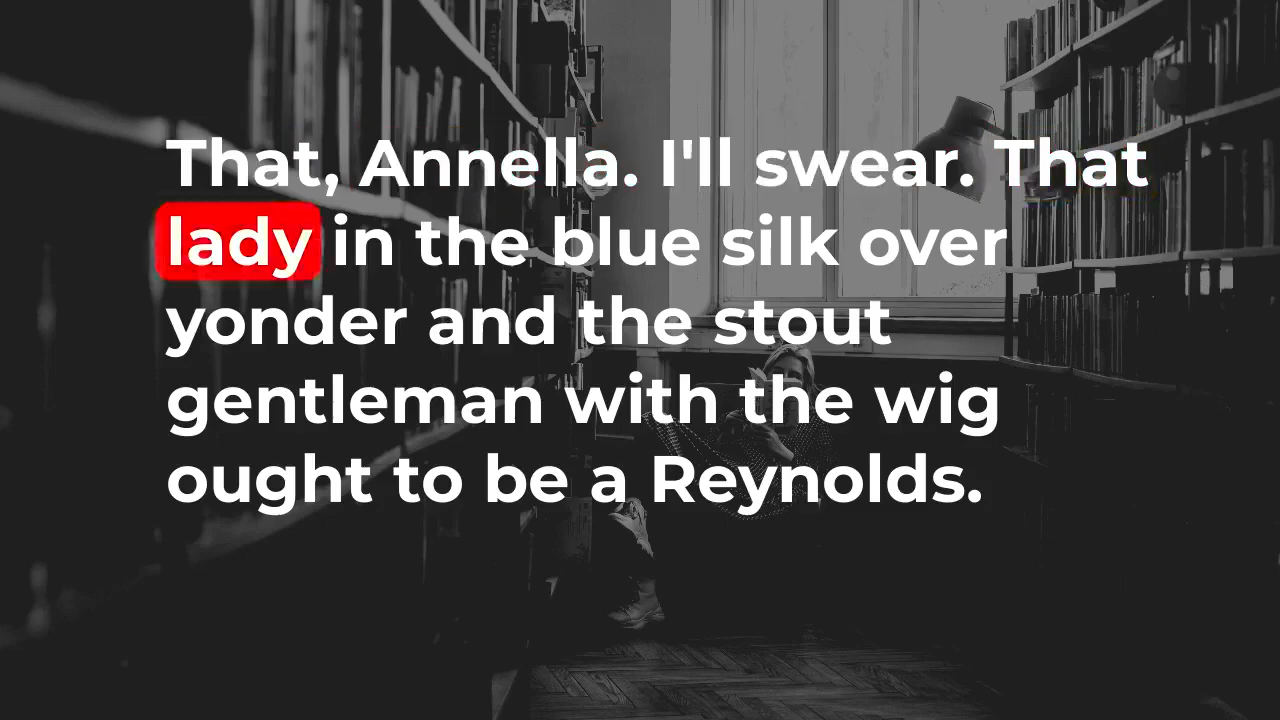 That, Annella. I'll swear. That
lady in the blue silk over
yonder and the stout
gentleman with the wig
ought to be a Reynolds.